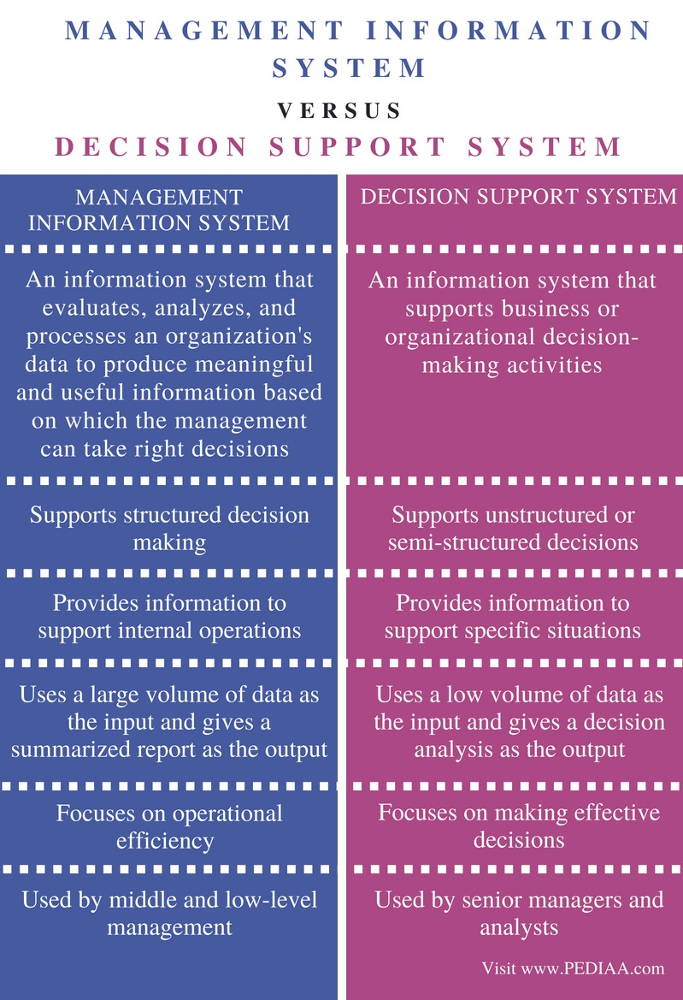 MANAGEMENT INFORMATION
SYSTEM
VERSUS
DECISION SUPPORT SYSTEM
MANAGEMENT
INFORMATION SYSTEM
DECISION SUPPORT SYSTEM
An information system that
evaluates, analyzes, and
processes an organization's
data to produce meaningful
and useful information based
on which the management
can take right decisions
An information system that
supports business or
organizational decision-
making activities
Supports structured decision
making
Supports unstructured or
semi-structured decisions
Provides information to
support internal operations
Provides information to
support specific situations
Uses a large volume of data as
the input and gives a
summarized report as the output
Uses a low volume of data as
the input and gives a decision
analysis as the output
Focuses on operational
efficiency
Focuses on making effective
decisions
Used by middle and low-level
management
Used by senior managers and
analysts
Visit www.PEDIAA.com